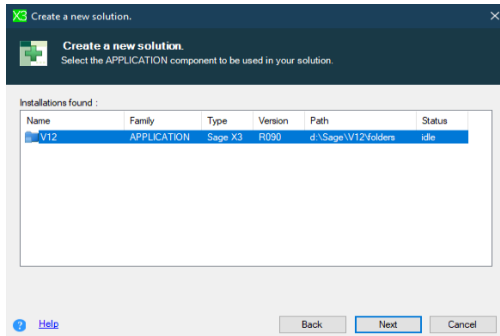 X3 Create a new solution.
Create a new solution.
Select the APPLICATION component to be used in your solution.
Installations found :
Name Family Type Version Path Status
V12 APPLICATION Sage X3 R090 d:\Sage\V12\folders idle
? Help Back Next Cancel